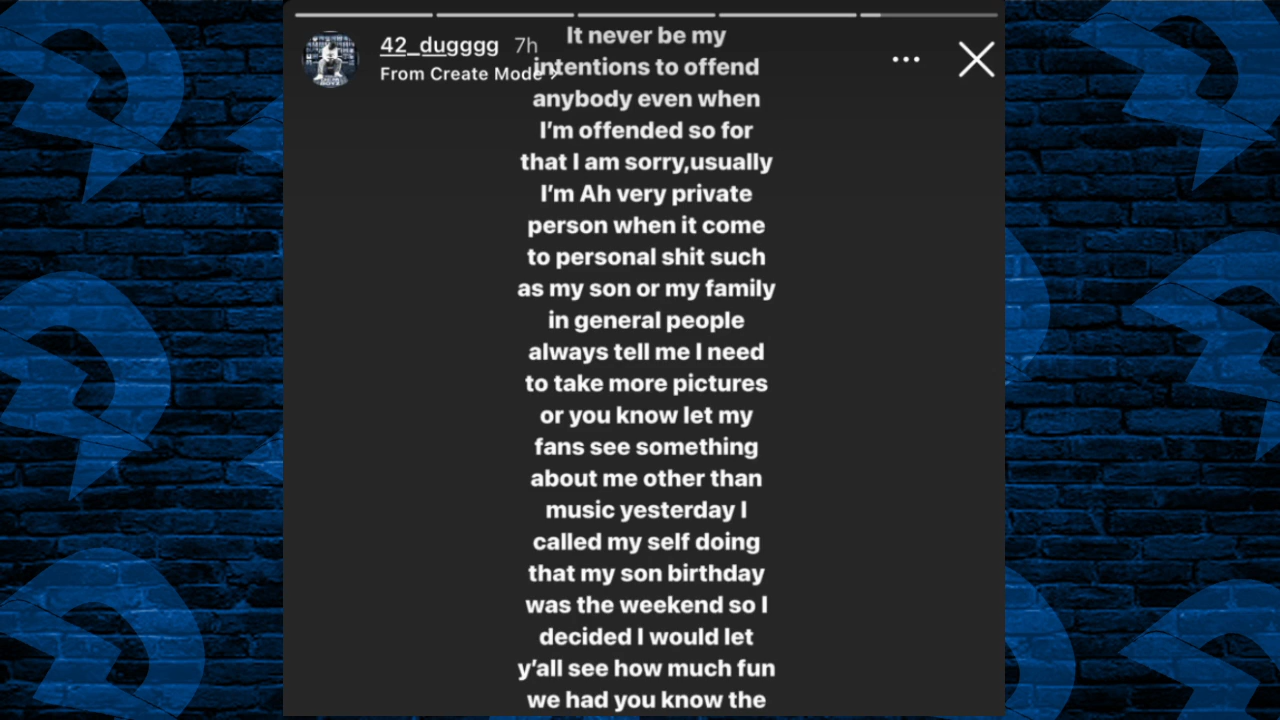 42_dugggg 7h
From Create Mode >
It never be my
intentions to offend
anybody even when
I'm offended so for
that I am sorry,usually
I'm Ah very private
person when it come
to personal shit such
as my son or my family
in general people
always tell me I need
to take more pictures
or you know let my
fans see something
about me other than
music yesterday I
called my self doing
that my son birthday
was the weekend so I
decided I would let
y'all see how much fun
we had you know the